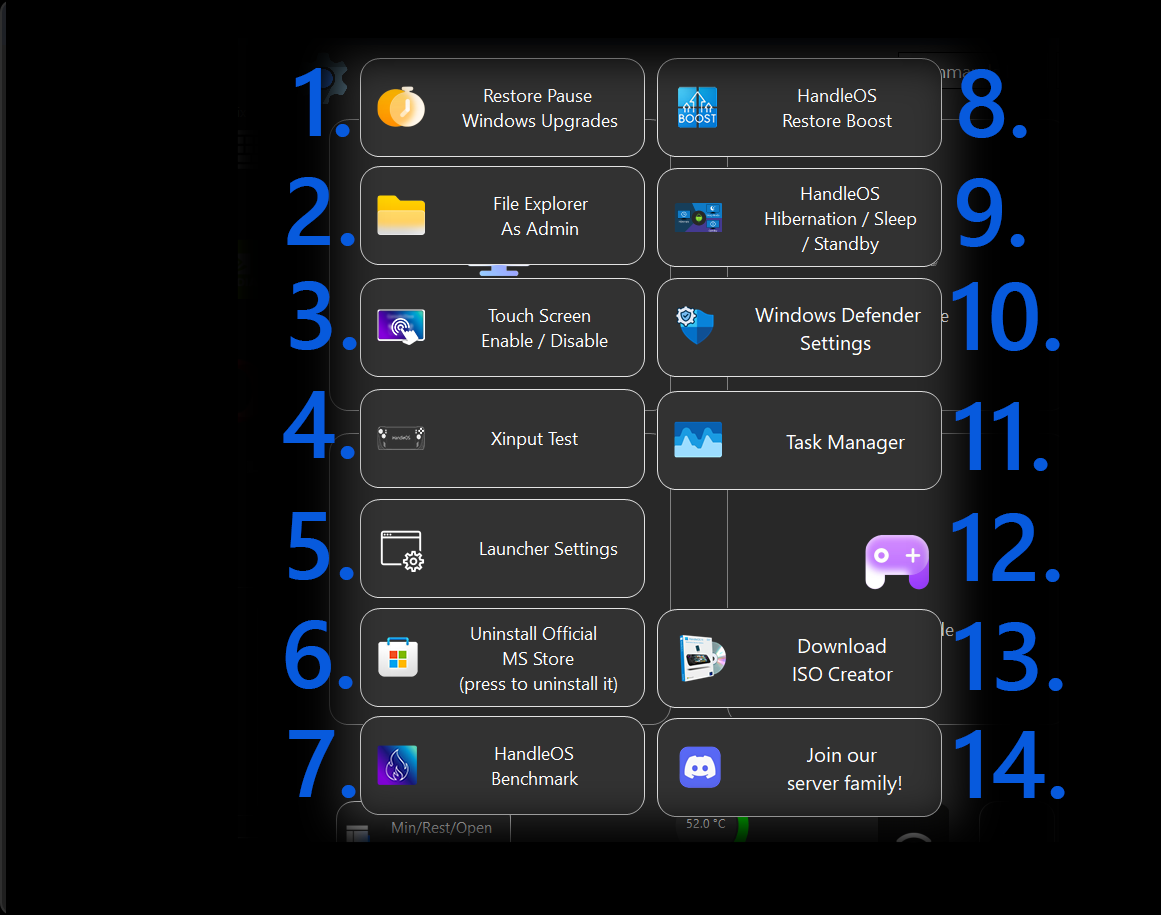 1.
Restore Pause
Windows Upgrades
2.
File Explorer
As Admin
3.
Touch Screen
Enable / Disable
4.
HandleOS
Xinput Test
5.
Launcher Settings
6.
Uninstall Official
MS Store
(press to uninstall it)
7.
HandleOS
Benchmark
8.
BOOST
HandleOS
Restore Boost
9.
HandleOS
Hibernation / Sleep
/ Standby
10.
Windows Defender
Settings
11.
Task Manager
12.
13.
Download
ISO Creator
14.
Join our
server family!
Min/Rest/Open
52.0 °C